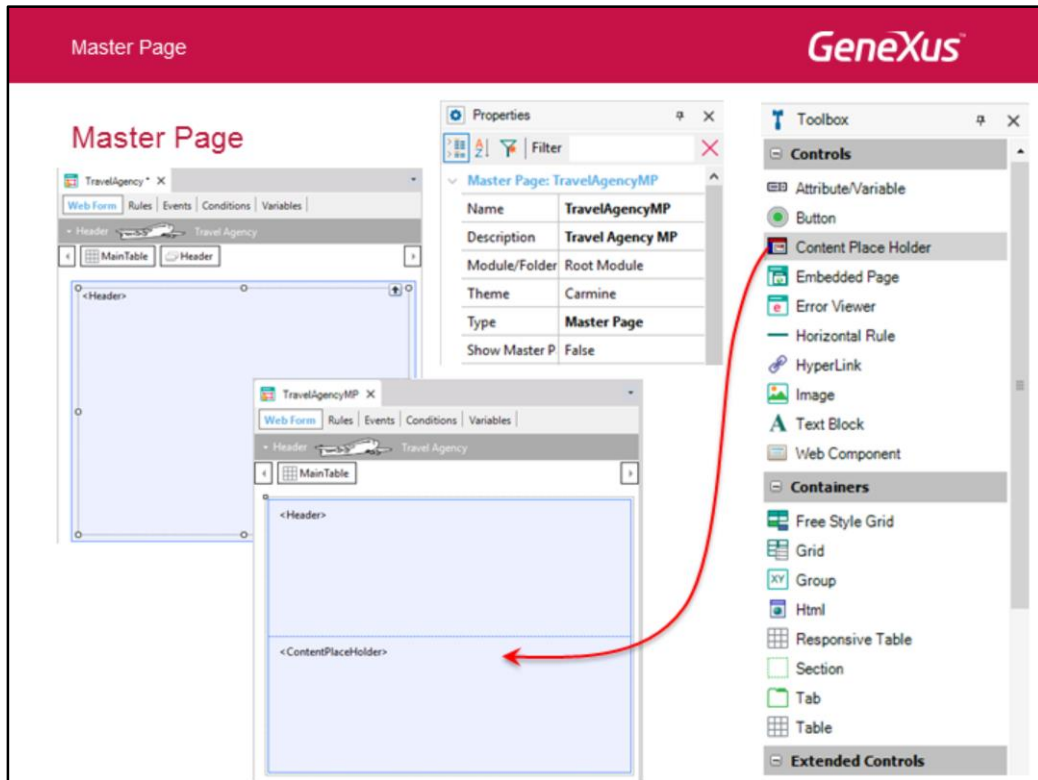 Master Page
GeneXus™
Master Page
TravelAgency * X
Web Form Rules Events Conditions Variables
Header Travel Agency
MainTable Header
<Header>
Properties
Filter
Master Page: TravelAgencyMP
Name TravelAgencyMP
Description Travel Agency MP
Module/Folder Root Module
Theme Carmine
Type Master Page
Show Master P False
TravelAgencyMP X
Web Form Rules Events Conditions Variables
Header Travel Agency
MainTable
<Header>
<ContentPlaceHolder>
Toolbox
Controls
Attribute/Variable
Button
Content Place Holder
Embedded Page
Error Viewer
Horizontal Rule
HyperLink
Image
Text Block
Web Component
Containers
Free Style Grid
Grid
Group
Html
Responsive Table
Section
Tab
Table
Extended Controls